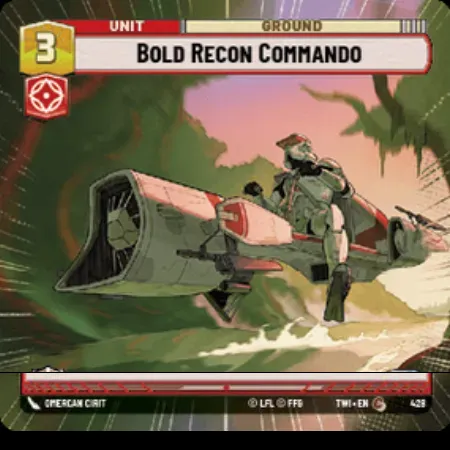 UNIT
GROUND
3
BOLD RECON COMMANDO
OMERCAN CIRIT
© LFL © FFG
TWI • EN
428